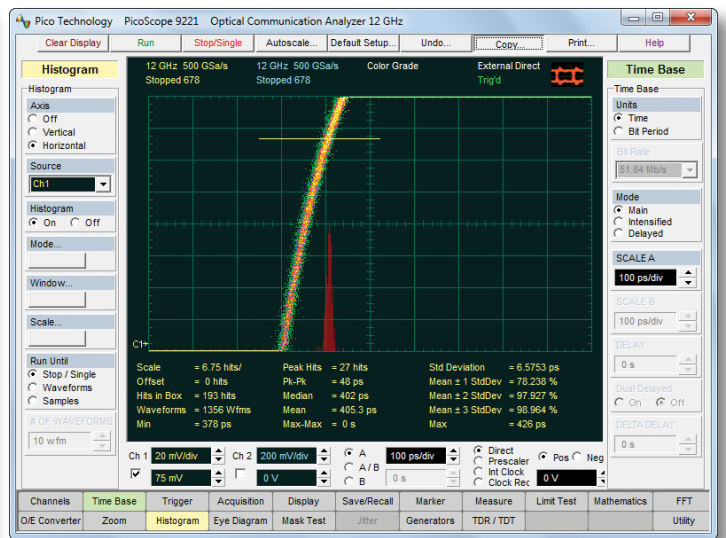 Pico Technology PicoScope 9221 Optical Communication Analyzer 12 GHz
Clear Display Run Stop/Single Autoscale... Default Setup... Undo... Copy... Print... Help
Histogram
Histogram
Axis
Off
Vertical
Horizontal
Source
Ch1
Histogram
On Off
Mode...
Window...
Scale...
Run Until
Stop / Single
Waveforms
Samples
# OF WAVEFORMS
10 wfm
12 GHz 500 GSa/s 12 GHz 500 GSa/s Color Grade External Direct
Stopped 678 Stopped 678 Trig'd
C1+
Scale = 6.75 hits/ Peak Hits = 27 hits Std Deviation = 6.5753 ps
Offset = 0 hits Pk-Pk = 48 ps Mean ± 1 StdDev = 78.238 %
Hits in Box = 193 hits Median = 402 ps Mean ± 2 StdDev = 97.927 %
Waveforms = 1356 Wfms Mean = 405.3 ps Mean ± 3 StdDev = 98.964 %
Min = 378 ps Max-Max = 0 s Max = 426 ps
Ch 1 20 mV/div Ch 2 200 mV/div A 100 ps/div Direct Pos Neg
75 mV 0 V A / B B 0 s Prescaler Int Clock Clock Rec 0 V
Time Base
Time Base
Units
Time
Bit Period
Bit Rate
51.84 Mb/s
Mode
Main
Intensified
Delayed
SCALE A
100 ps/div
SCALE B
100 ps/div
DELAY
0 s
Dual Delayed
On Off
DELTA DELAY
0 s
Channels Time Base Trigger Acquisition Display Save/Recall Marker Measure Limit Test Mathematics FFT
O/E Converter Zoom Histogram Eye Diagram Mask Test Jitter Generators TDR / TDT Utility